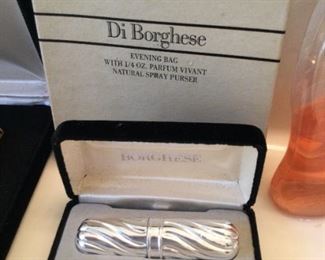 Di Borghese
EVENING BAG
WITH 1/4 OZ. PARFUM VIVANT
NATURAL SPRAY PURSER
BORGHESE